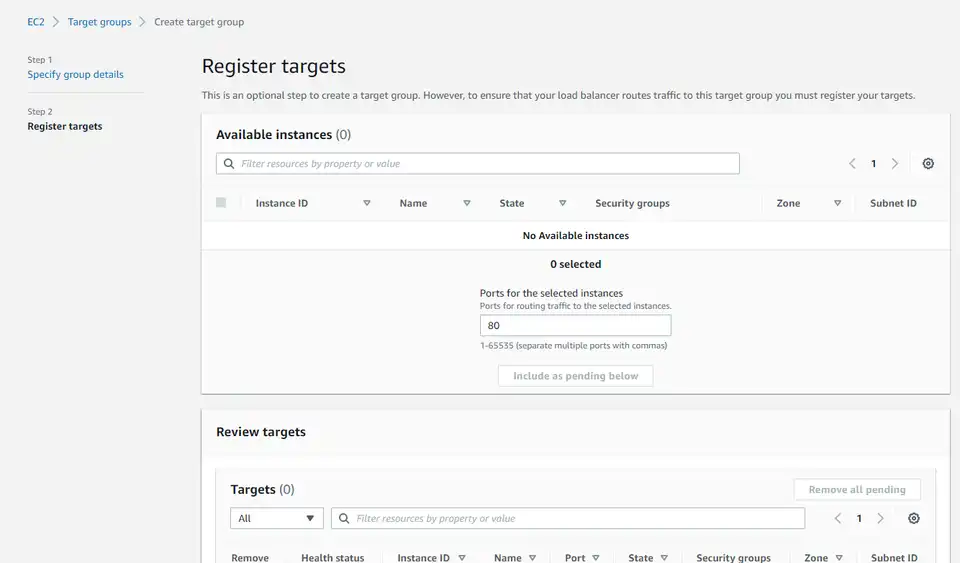 EC2 > Target groups > Create target group
Step 1
Specify group details
Step 2
Register targets
Register targets
This is an optional step to create a target group. However, to ensure that your load balancer routes traffic to this target group you must register your targets.
Available instances (0)
Filter resources by property or value
1
Instance ID Name State Security groups Zone Subnet ID
No Available instances
0 selected
Ports for the selected instances
Ports for routing traffic to the selected instances.
80
1-65535 (separate multiple ports with commas)
Include as pending below
Review targets
Targets (0)
Remove all pending
All
Filter resources by property or value
1
Remove Health status Instance ID Name Port State Security groups Zone Subnet ID